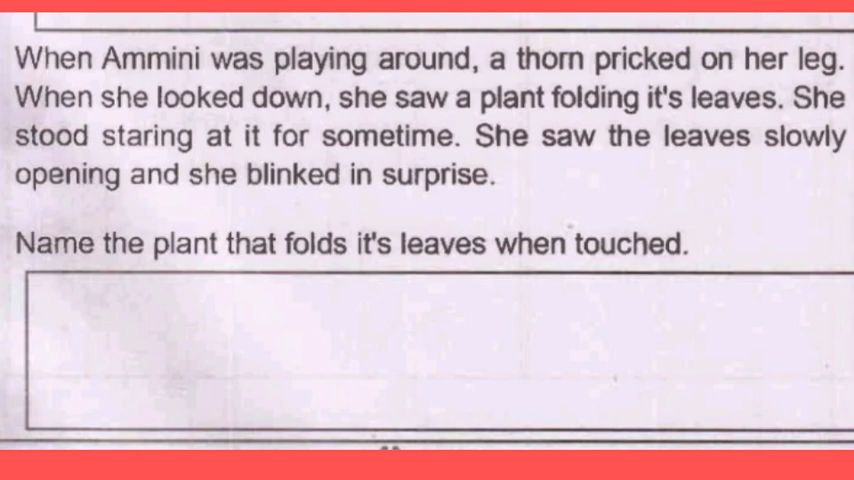 When Ammini was playing around, a thorn pricked on her leg.
When she looked down, she saw a plant folding it's leaves. She
stood staring at it for sometime. She saw the leaves slowly
opening and she blinked in surprise.
Name the plant that folds it's leaves when touched.